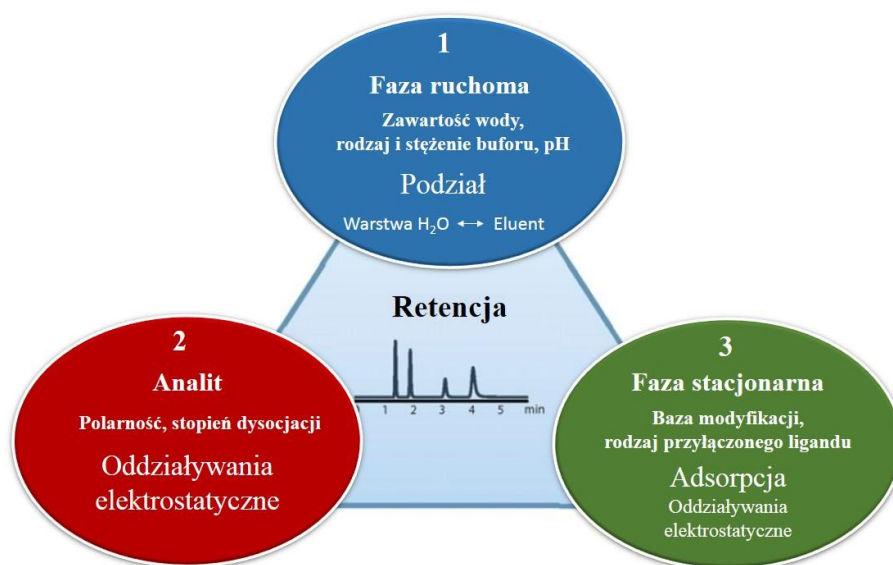 1
Faza ruchoma
Zawartość wody,
rodzaj i stężenie buforu, pH
Podział
Warstwa H₂O ↔ Eluent
Retencja
2
Analit
Polarność, stopień dysocjacji
Oddziaływania
elektrostatyczne
1 2 3 4 5 min
3
Faza stacjonarna
Baza modyfikacji,
rodzaj przyłączonego ligandu
Adsorpcja
Oddziaływania
elektrostatyczne